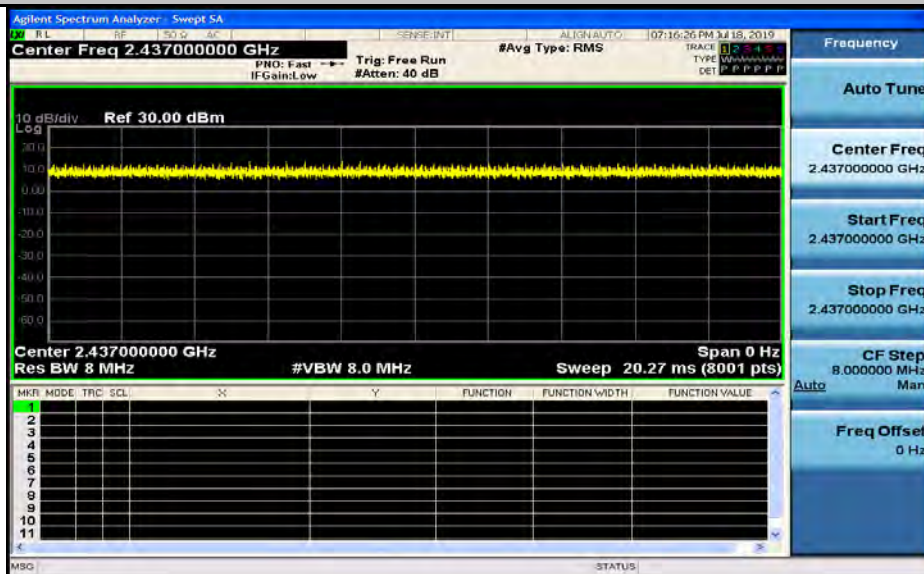 Agilent Spectrum Analyzer - Swept SA
LXI RL RF 50 Ω AC SENSE:INT ALIGN AUTO 07:16:26 PM Jul 18, 2019
Center Freq 2.437000000 GHz
#Avg Type: RMS
TRACE 1 2 3 4 5 6
PNO: Fast
Trig: Free Run
TYPE
IFGain:Low
#Atten: 40 dB
DET P P P P P P
10 dB/div Ref 30.00 dBm
Log
20.0
10.0
0.00
-10.0
-20.0
-30.0
-40.0
-50.0
-60.0
Center 2.437000000 GHz Span 0 Hz
Res BW 8 MHz #VBW 8.0 MHz Sweep 20.27 ms (8001 pts)
MKR MODE TRC SCL X Y FUNCTION FUNCTION WIDTH FUNCTION VALUE
1
2
3
4
5
6
7
8
9
10
11
MSG STATUS
Frequency
Auto Tune
Center Freq
2.437000000 GHz
Start Freq
2.437000000 GHz
Stop Freq
2.437000000 GHz
CF Step
8.000000 MHz
Auto Man
Freq Offset
0 Hz